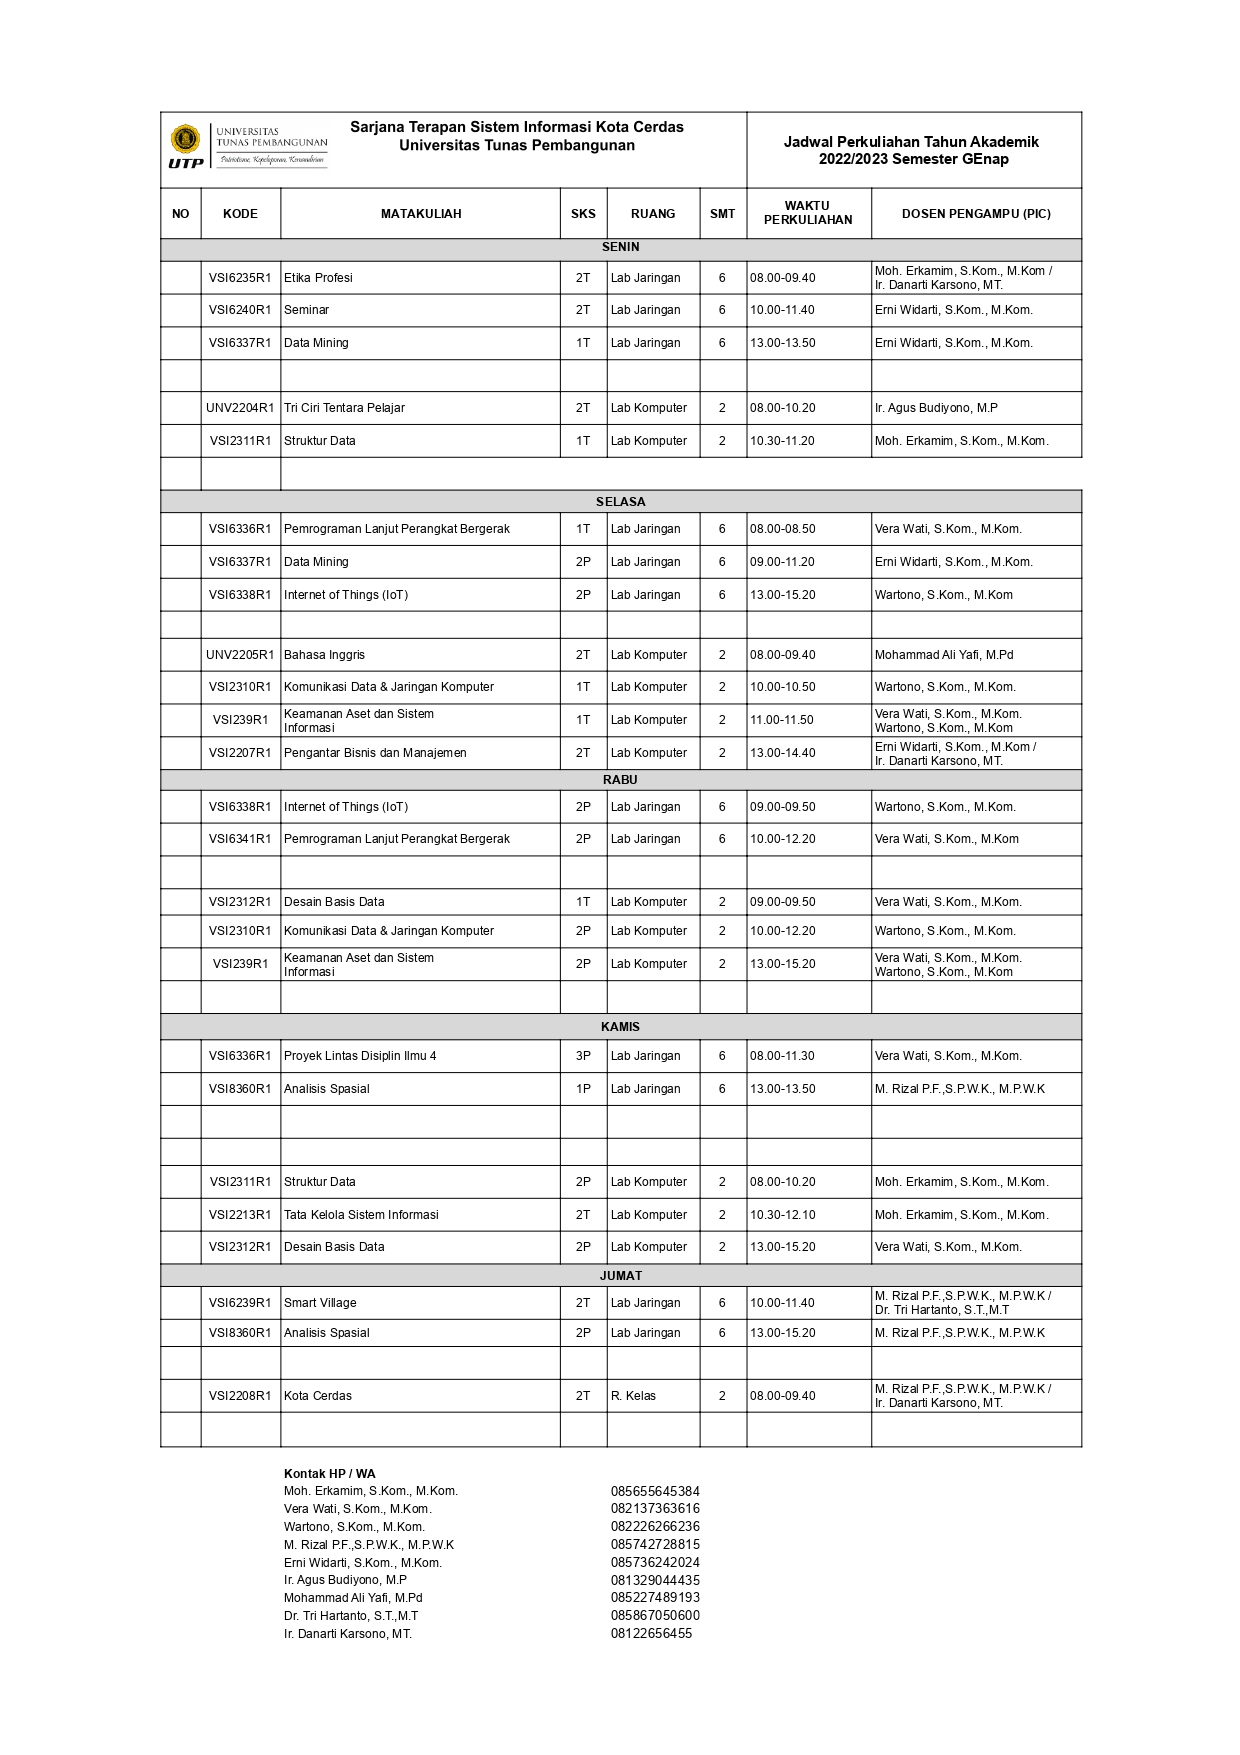 UNIVERSITAS
TUNAS PEMBANGUNAN
UTP
Patriotisme, Kepeloporan, Kemandirian
Sarjana Terapan Sistem Informasi Kota Cerdas
Universitas Tunas Pembangunan
Jadwal Perkuliahan Tahun Akademik
2022/2023 Semester GEnap
NO KODE MATAKULIAH SKS RUANG SMT WAKTU PERKULIAHAN DOSEN PENGAMPU (PIC)
SENIN
VSI6235R1 Etika Profesi 2T Lab Jaringan 6 08.00-09.40 Moh. Erkamim, S.Kom., M.Kom /
Ir. Danarti Karsono, MT.
VSI6240R1 Seminar 2T Lab Jaringan 6 10.00-11.40 Erni Widarti, S.Kom., M.Kom.
VSI6337R1 Data Mining 1T Lab Jaringan 6 13.00-13.50 Erni Widarti, S.Kom., M.Kom.
UNV2204R1 Tri Ciri Tentara Pelajar 2T Lab Komputer 2 08.00-10.20 Ir. Agus Budiyono, M.P
VSI2311R1 Struktur Data 1T Lab Komputer 2 10.30-11.20 Moh. Erkamim, S.Kom., M.Kom.
SELASA
VSI6336R1 Pemrograman Lanjut Perangkat Bergerak 1T Lab Jaringan 6 08.00-08.50 Vera Wati, S.Kom., M.Kom.
VSI6337R1 Data Mining 2P Lab Jaringan 6 09.00-11.20 Erni Widarti, S.Kom., M.Kom.
VSI6338R1 Internet of Things (IoT) 2P Lab Jaringan 6 13.00-15.20 Wartono, S.Kom., M.Kom
UNV2205R1 Bahasa Inggris 2T Lab Komputer 2 08.00-09.40 Mohammad Ali Yafi, M.Pd
VSI2310R1 Komunikasi Data & Jaringan Komputer 1T Lab Komputer 2 10.00-10.50 Wartono, S.Kom., M.Kom.
VSI239R1 Keamanan Aset dan Sistem
Informasi 1T Lab Komputer 2 11.00-11.50 Vera Wati, S.Kom., M.Kom.
Wartono, S.Kom., M.Kom
VSI2207R1 Pengantar Bisnis dan Manajemen 2T Lab Komputer 2 13.00-14.40 Erni Widarti, S.Kom., M.Kom /
Ir. Danarti Karsono, MT.
RABU
VSI6338R1 Internet of Things (IoT) 2P Lab Jaringan 6 09.00-09.50 Wartono, S.Kom., M.Kom.
VSI6341R1 Pemrograman Lanjut Perangkat Bergerak 2P Lab Jaringan 6 10.00-12.20 Vera Wati, S.Kom., M.Kom
VSI2312R1 Desain Basis Data 1T Lab Komputer 2 09.00-09.50 Vera Wati, S.Kom., M.Kom.
VSI2310R1 Komunikasi Data & Jaringan Komputer 2P Lab Komputer 2 10.00-12.20 Wartono, S.Kom., M.Kom.
VSI239R1 Keamanan Aset dan Sistem
Informasi 2P Lab Komputer 2 13.00-15.20 Vera Wati, S.Kom., M.Kom.
Wartono, S.Kom., M.Kom
KAMIS
VSI6336R1 Proyek Lintas Disiplin Ilmu 4 3P Lab Jaringan 6 08.00-11.30 Vera Wati, S.Kom., M.Kom.
VSI8360R1 Analisis Spasial 1P Lab Jaringan 6 13.00-13.50 M. Rizal P.F.,S.P.W.K., M.P.W.K
VSI2311R1 Struktur Data 2P Lab Komputer 2 08.00-10.20 Moh. Erkamim, S.Kom., M.Kom.
VSI2213R1 Tata Kelola Sistem Informasi 2T Lab Komputer 2 10.30-12.10 Moh. Erkamim, S.Kom., M.Kom.
VSI2312R1 Desain Basis Data 2P Lab Komputer 2 13.00-15.20 Vera Wati, S.Kom., M.Kom.
JUMAT
VSI6239R1 Smart Village 2T Lab Jaringan 6 10.00-11.40 M. Rizal P.F.,S.P.W.K., M.P.W.K /
Dr. Tri Hartanto, S.T.,M.T
VSI8360R1 Analisis Spasial 2P Lab Jaringan 6 13.00-15.20 M. Rizal P.F.,S.P.W.K., M.P.W.K
VSI2208R1 Kota Cerdas 2T R. Kelas 2 08.00-09.40 M. Rizal P.F.,S.P.W.K., M.P.W.K /
Ir. Danarti Karsono, MT.
Kontak HP / WA
Moh. Erkamim, S.Kom., M.Kom. 085655645384
Vera Wati, S.Kom., M.Kom. 082137363616
Wartono, S.Kom., M.Kom. 082226266236
M. Rizal P.F.,S.P.W.K., M.P.W.K 085742728815
Erni Widarti, S.Kom., M.Kom. 085736242024
Ir. Agus Budiyono, M.P 081329044435
Mohammad Ali Yafi, M.Pd 085227489193
Dr. Tri Hartanto, S.T.,M.T 085867050600
Ir. Danarti Karsono, MT. 08122656455